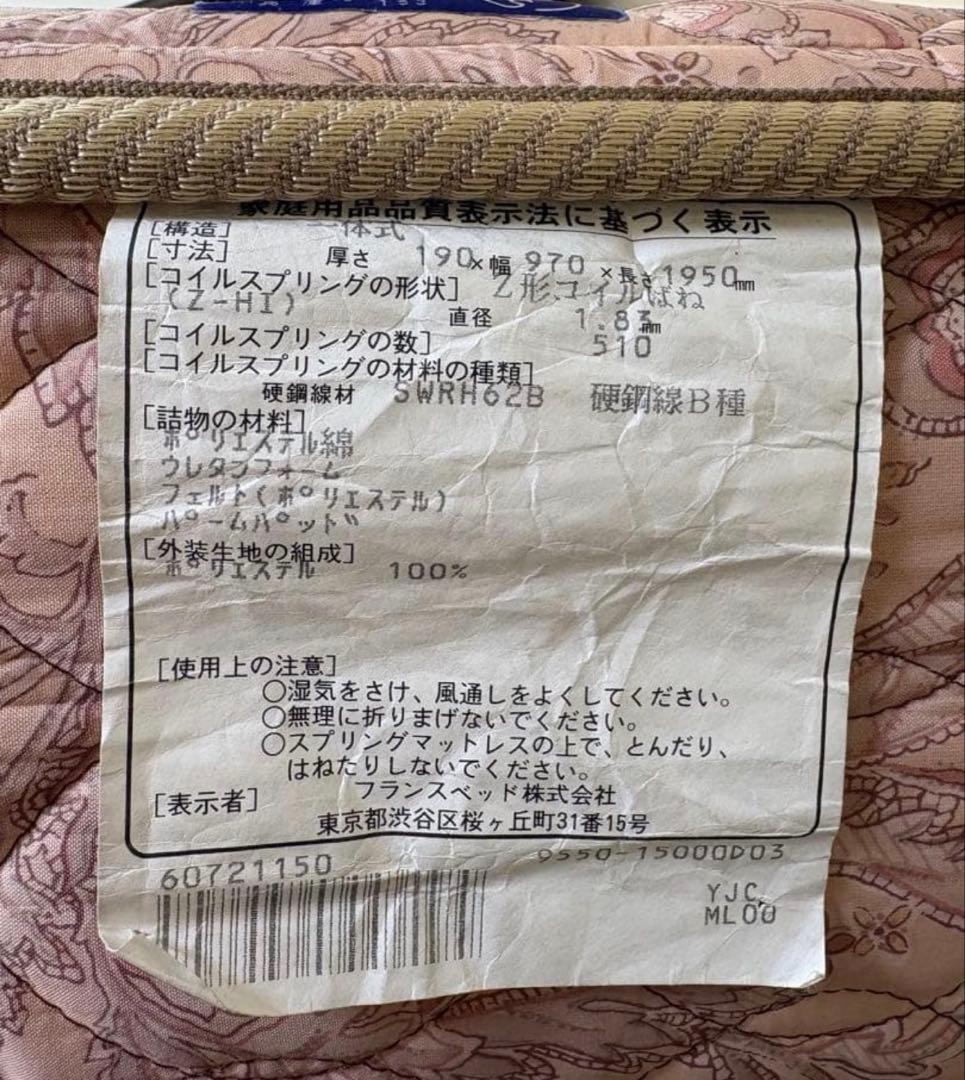 家庭用品品質表示法に基づく表示
[構造] 一体式
[寸法] 厚さ 190×幅 970 ×長さ1950mm
[コイルスプリングの形状] Z形コイルばね
(Z-HI) 直径 1.83mm
[コイルスプリングの数] 510
[コイルスプリングの材料の種類]
硬鋼線材 SWRH62B 硬鋼線B種
[詰物の材料]
ポリエステル綿
ウレタンフォーム
フェルト(ポリエステル)
パームパッド
[外装生地の組成]
ポリエステル 100%
[使用上の注意]
○湿気をさけ、風通しをよくしてください。
○無理に折りまげないでください。
○スプリングマットレスの上で、とんだり、
はねたりしないでください。
[表示者] フランスベッド株式会社
東京都渋谷区桜ヶ丘町31番15号
60721150 9550-15000D03
YJC
ML00